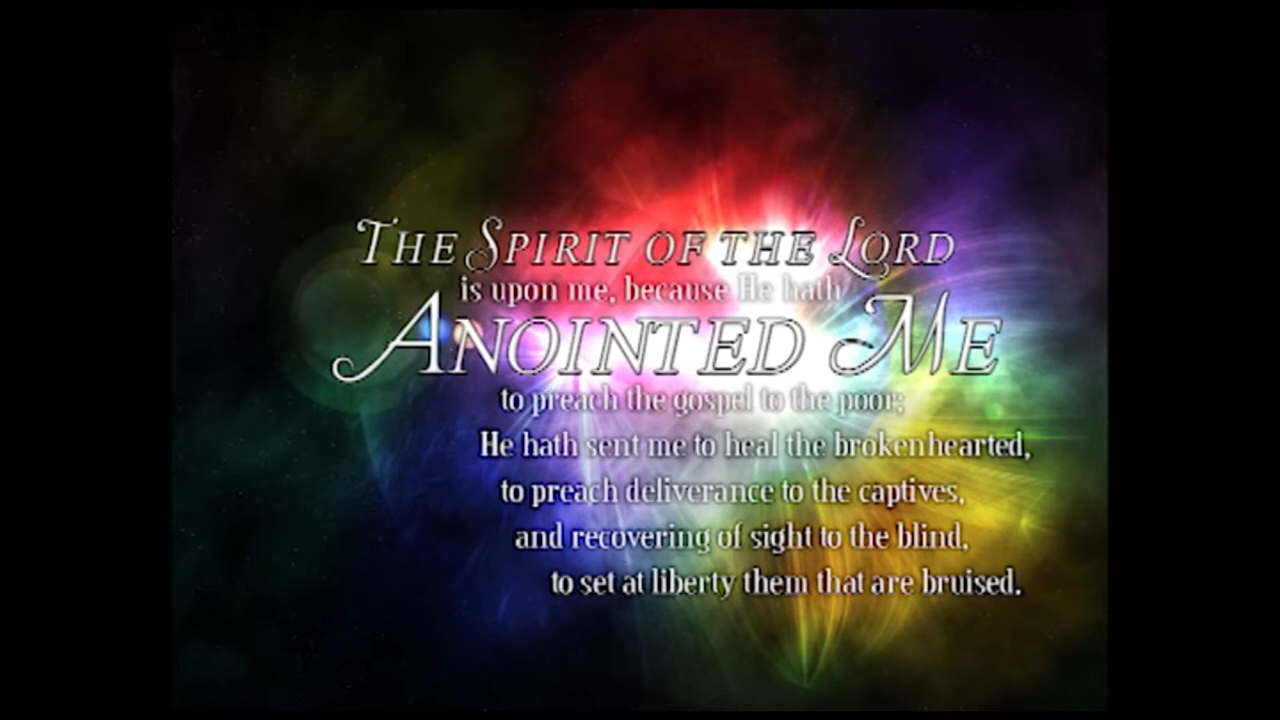 The Spirit of the Lord
is upon me, because He hath
Anointed Me
to preach the gospel to the poor;
He hath sent me to heal the brokenhearted,
to preach deliverance to the captives,
and recovering of sight to the blind,
to set at liberty them that are bruised.